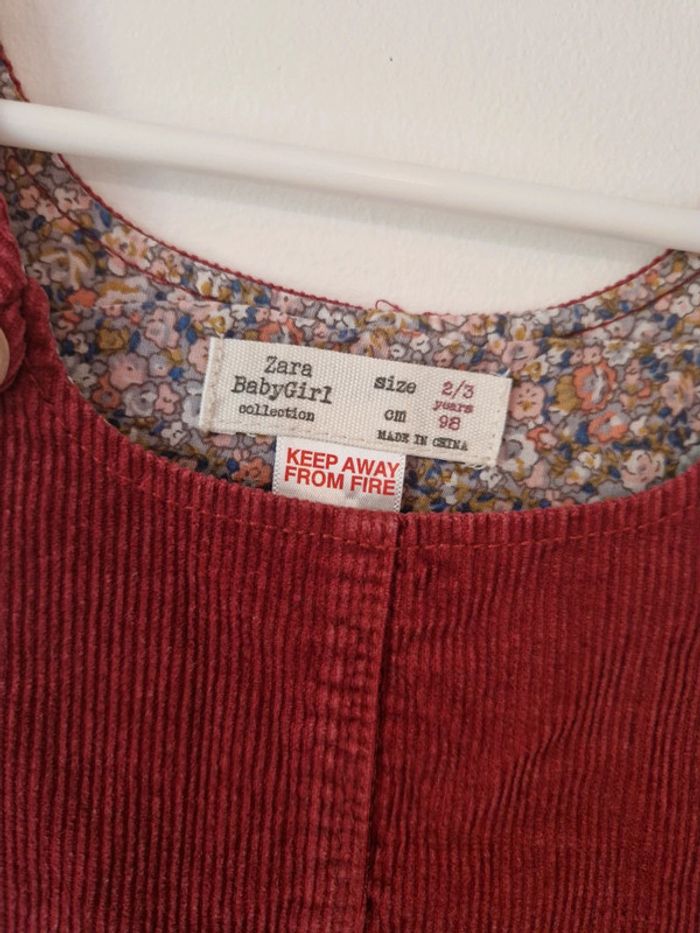 Zara
BabyGirl
collection
size 2/3
years
cm 98
MADE IN CHINA
KEEP AWAY
FROM FIRE